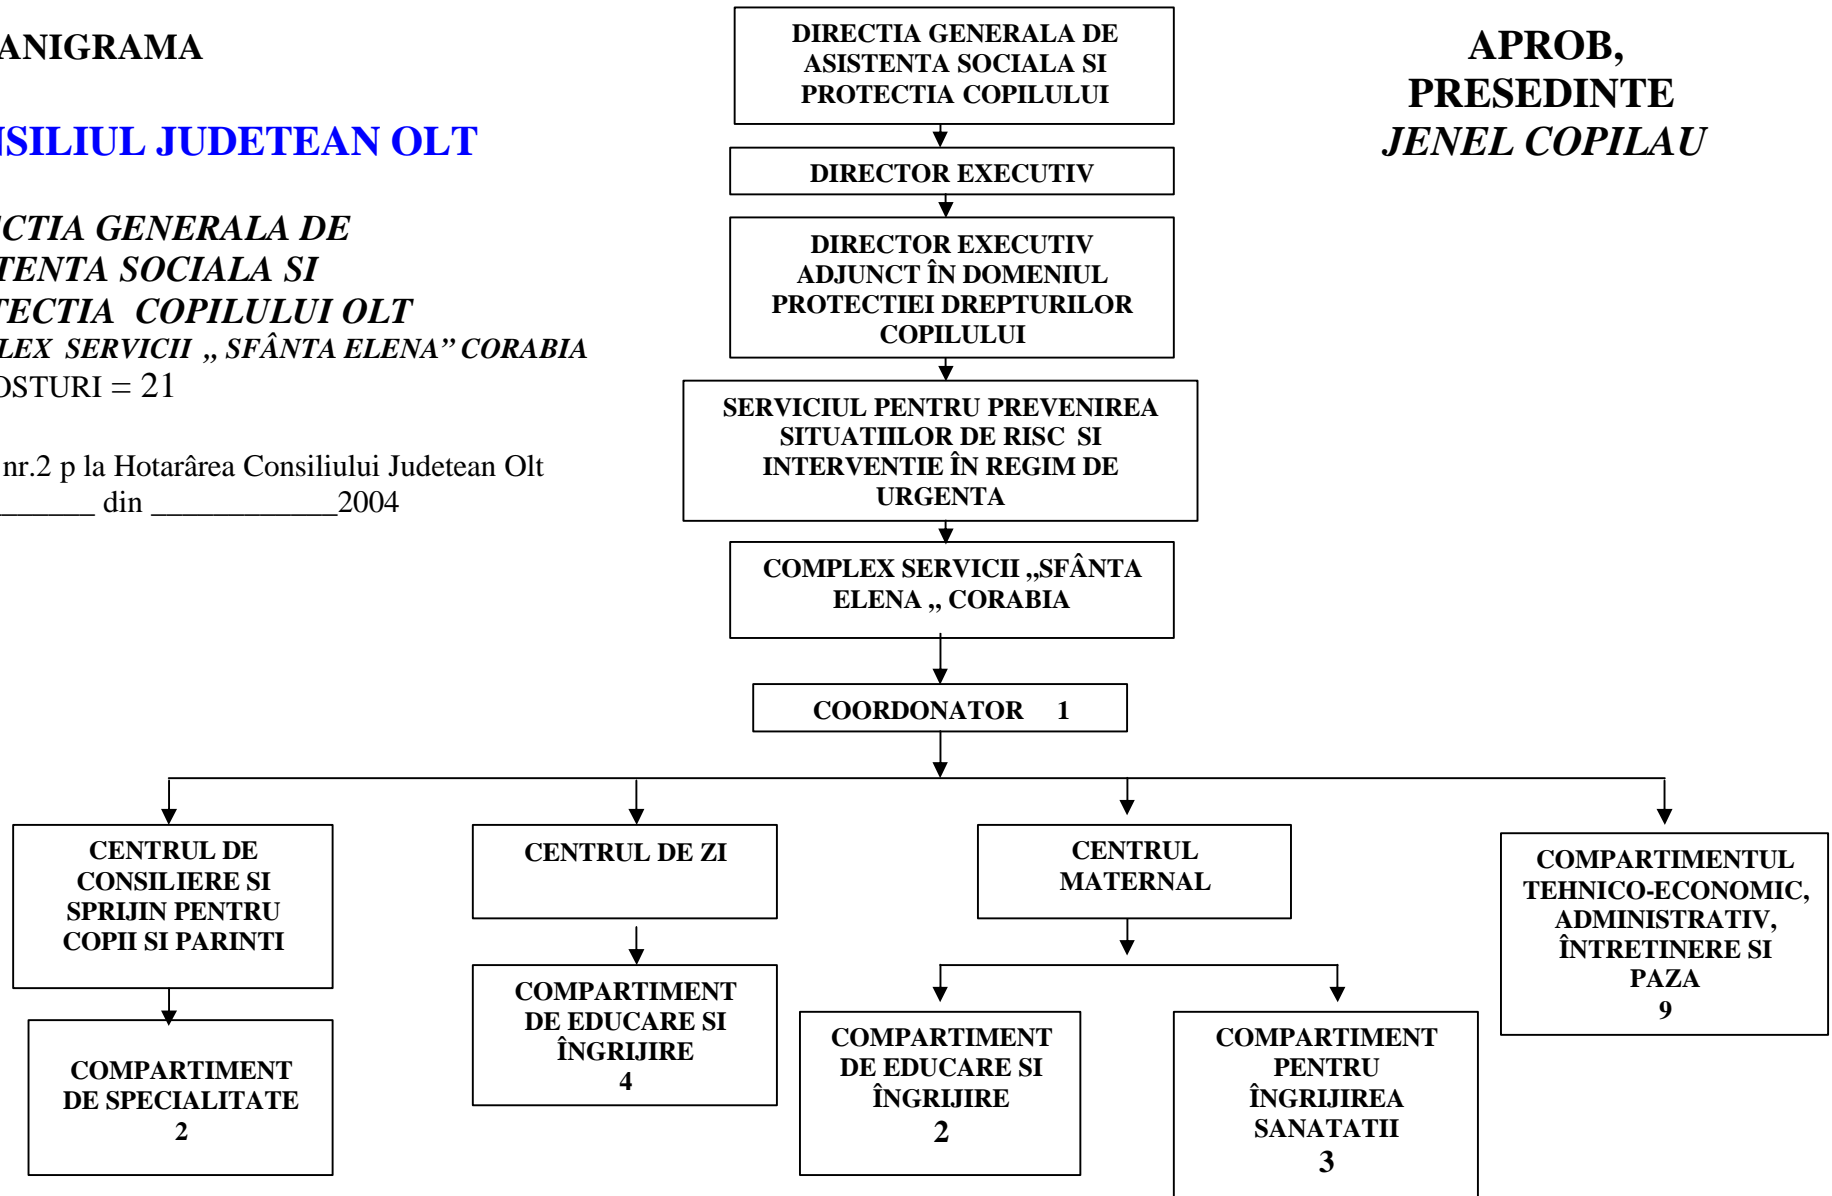 ANIGRAMA
NSILIUL JUDETEAN OLT
CTIA GENERALA DE
TENTA SOCIALA SI
TECTIA COPILULUI OLT
LEX SERVICII „ SFÂNTA ELENA” CORABIA
OSTURI = 21
nr.2 p la Hotarârea Consiliului Judetean Olt
_______ din ____________2004
DIRECTIA GENERALA DE
ASISTENTA SOCIALA SI
PROTECTIA COPILULUI
APROB,
PRESEDINTE
JENEL COPILAU
DIRECTOR EXECUTIV
DIRECTOR EXECUTIV
ADJUNCT ÎN DOMENIUL
PROTECTIEI DREPTURILOR
COPILULUI
SERVICIUL PENTRU PREVENIREA
SITUATIILOR DE RISC SI
INTERVENTIE ÎN REGIM DE
URGENTA
COMPLEX SERVICII „SFÂNTA
ELENA „ CORABIA
COORDONATOR 1
CENTRUL DE
CONSILIERE SI
SPRIJIN PENTRU
COPII SI PARINTI
CENTRUL DE ZI
CENTRUL
MATERNAL
COMPARTIMENTUL
TEHNICO-ECONOMIC,
ADMINISTRATIV,
ÎNTRETINERE SI
PAZA
9
COMPARTIMENT
DE SPECIALITATE
2
COMPARTIMENT
DE EDUCARE SI
ÎNGRIJIRE
4
COMPARTIMENT
DE EDUCARE SI
ÎNGRIJIRE
2
COMPARTIMENT
PENTRU
ÎNGRIJIREA
SANATATII
3